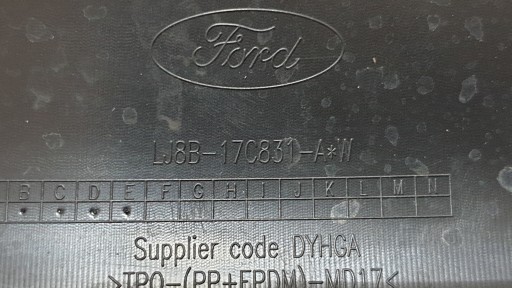 Ford
LJ8B-17C831-A*W
B C D E F G H I J K L M N
Supplier code DYHGA
>TPO-(PP+EPDM)-MD17<